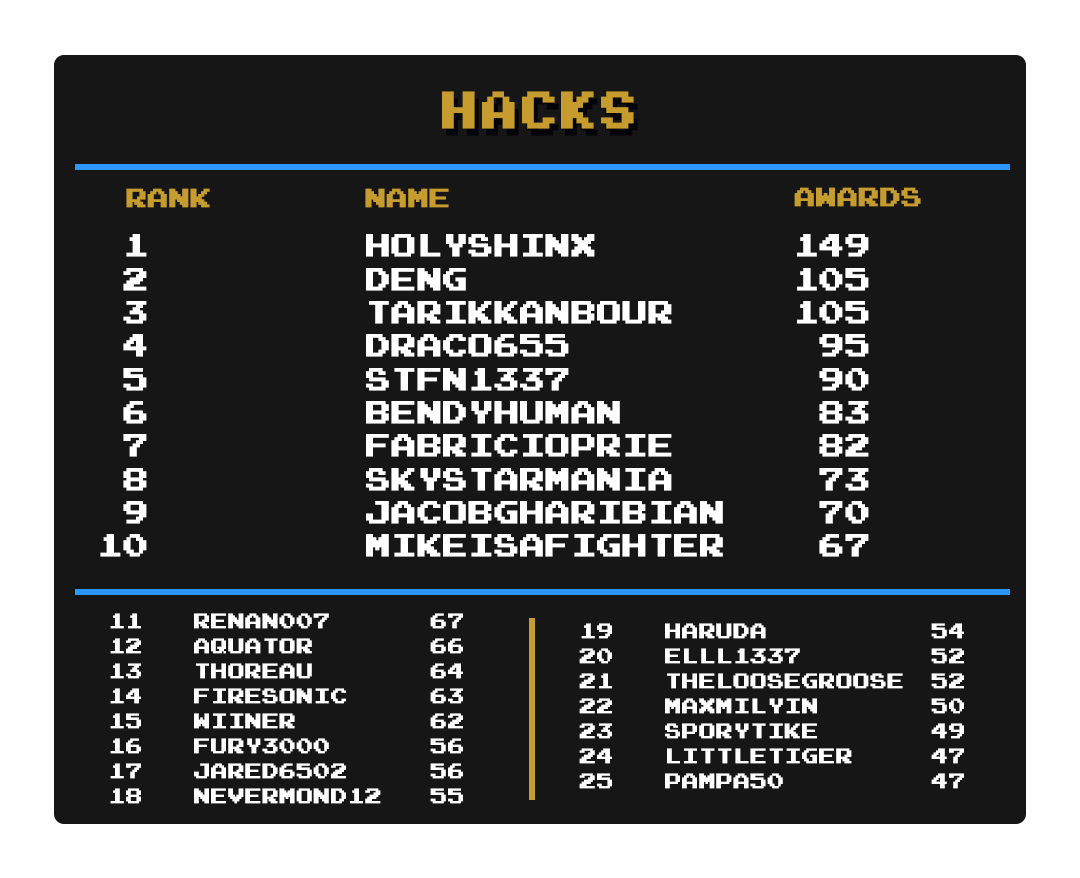 HACKS
RANK NAME AWARDS
1 HOLYSHINX 149
2 DENG 105
3 TARIKKANBOUR 105
4 DRACO655 95
5 STFN1337 90
6 BENDYHUMAN 83
7 FABRICIOPRIE 82
8 SKYSTARMANIA 73
9 JACOBGHARIBIAN 70
10 MIKEISAFIGHTER 67
11 RENAN007 67
12 AQUATOR 66
13 THOREAU 64
14 FIRESONIC 63
15 WIINER 62
16 FURY3000 56
17 JARED6502 56
18 NEVERMOND12 55
19 HARUDA 54
20 ELLL1337 52
21 THELOOSEGROOSE 52
22 MAXMILYIN 50
23 SPORYTIKE 49
24 LITTLETIGER 47
25 PAMPA50 47